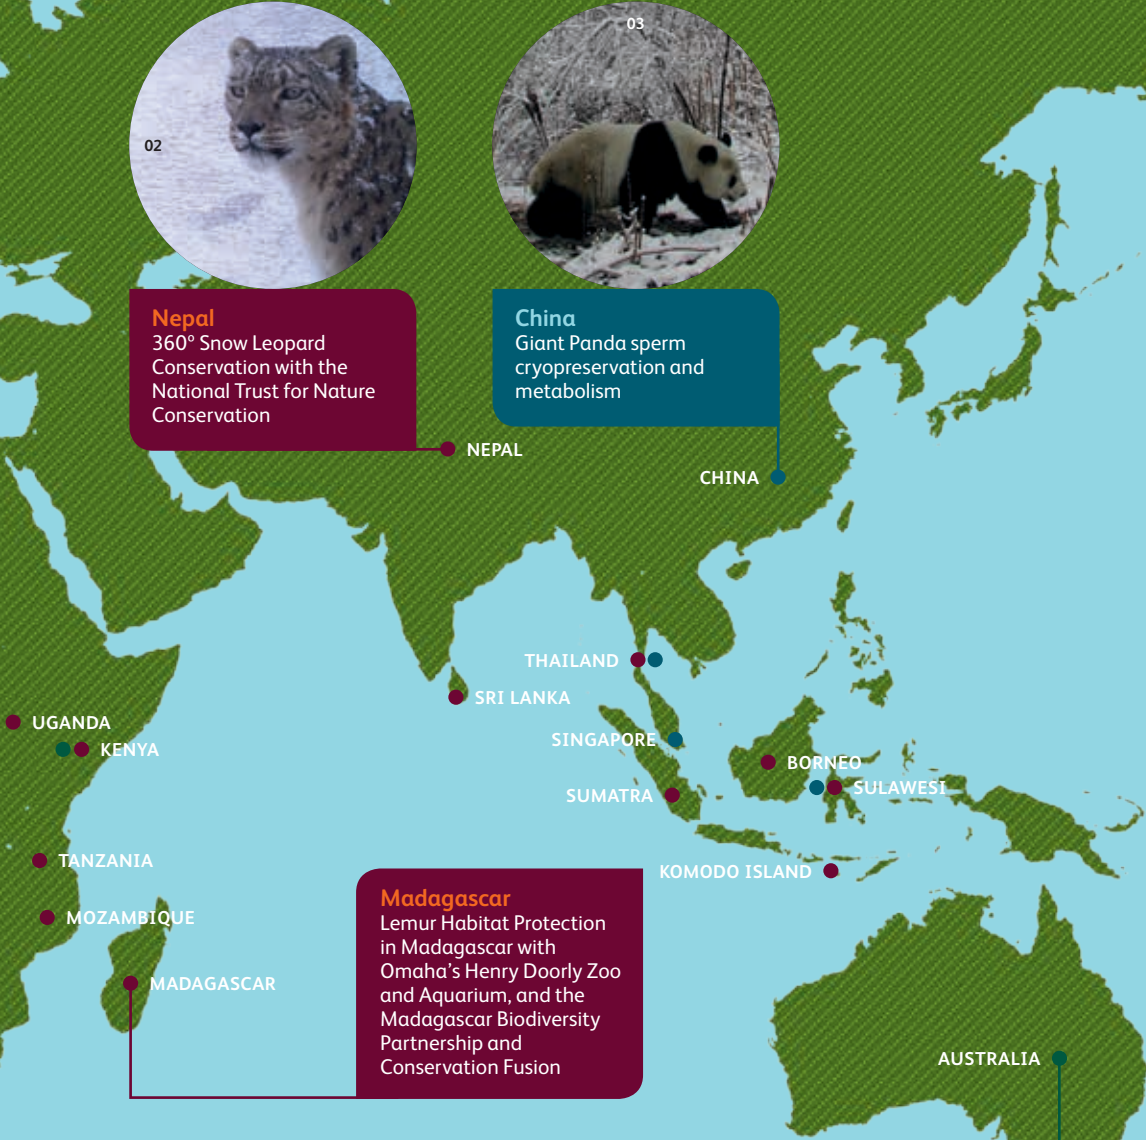 03
02
Nepal
360º Snow Leopard
Conservation with the
National Trust for Nature
Conservation
China
Giant Panda sperm
cryopreservation and
metabolism
NEPAL
CHINA
THAILAND
SRI LANKA
UGANDA
SINGAPORE
KENYA
BORNEO
SULAWESI
SUMATRA
TANZANIA
KOMODO ISLAND
Madagascar
Lemur Habitat Protection
in Madagascar with
Omaha’s Henry Doorly Zoo
and Aquarium, and the
Madagascar Biodiversity
Partnership and
Conservation Fusion
MOZAMBIQUE
MADAGASCAR
AUSTRALIA